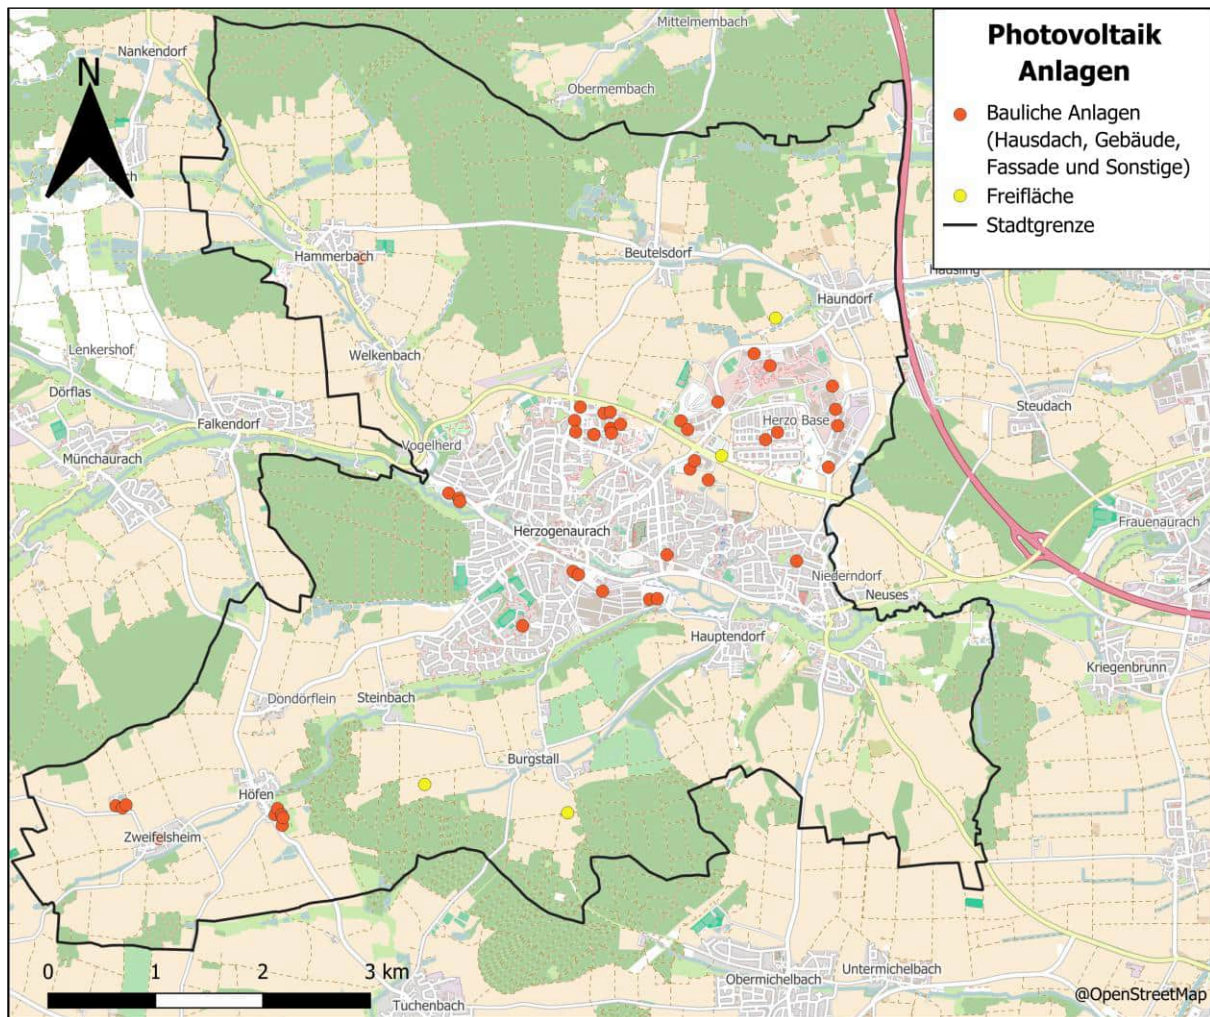 Photovoltaik
Anlagen
Bauliche Anlagen
(Hausdach, Gebäude,
Fassade und Sonstige)
Freifläche
Stadtgrenze
N
Mittelmembach
Nankendorf
Obermembach
Beutelsdorf
Hammerbach
Haundorf
Häusling
Lenkershof
Welkenbach
Dörflas
Steudach
Falkendorf
Herzo Base
Vogelherd
Münchaurach
Frauenaurach
Herzogenaurach
Niederndorf
Neuses
Hauptendorf
Kriegenbrunn
Steinbach
Dondörflein
Burgstall
Höfen
Zweifelsheim
0 1 2 3 km
Obermichelbach
Untermichelbach
Tuchenbach
@OpenStreetMap